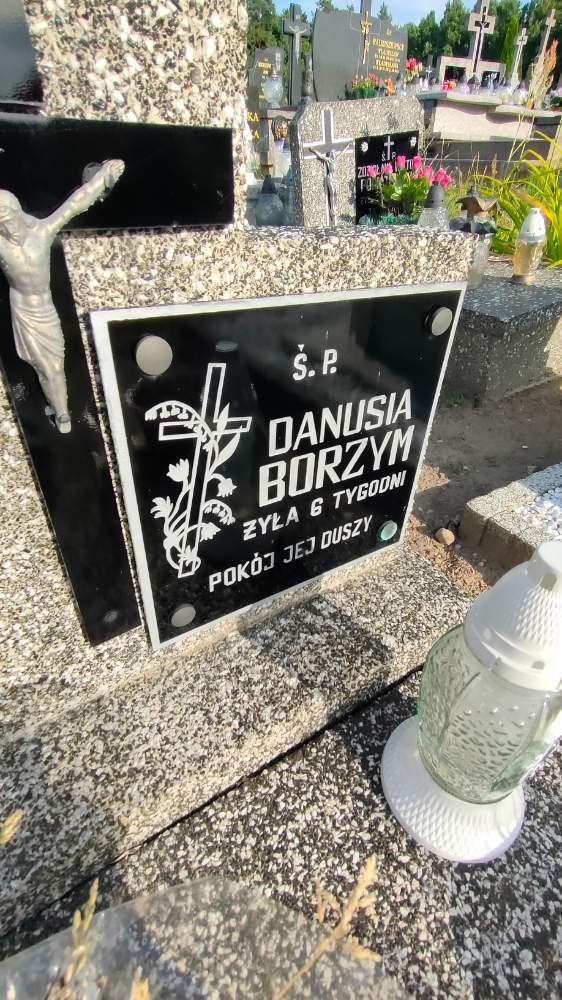 Ś. P.
DANUSIA
BORZYM
ŻYŁA 6 TYGODNI
POKÓJ JEJ DUSZY